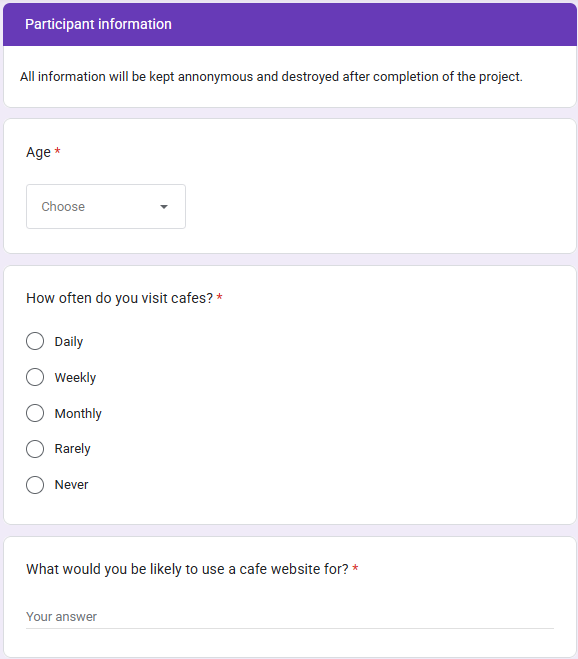 Participant information
All information will be kept annonymous and destroyed after completion of the project.
Age *
Choose
How often do you visit cafes? *
Daily
Weekly
Monthly
Rarely
Never
What would you be likely to use a cafe website for? *
Your answer